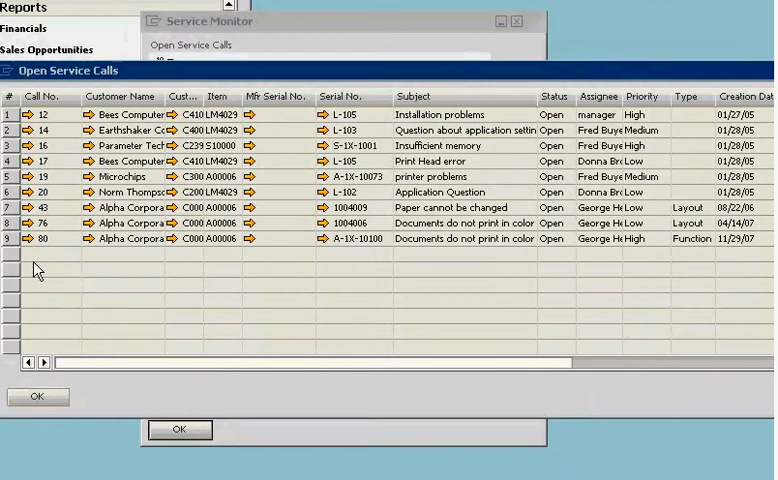 Reports
Financials
Sales Opportunities
Service Monitor
Open Service Calls
Open Service Calls
# Call No. Customer Name Cust... Item Mfr Serial No. Serial No. Subject Status Assignee Priority Type Creation Dat
1 12 Bees Computer C410 LM4029 L-105 Installation problems Open manager High 01/27/05
2 14 Earthshaker Co C400 LM4029 L-103 Question about application settin Open Fred Buye Medium 01/28/05
3 16 Parameter Tech C239 S10000 S-1X-1001 Insufficient memory Open Fred Buye High 01/28/05
4 17 Bees Computer C410 LM4029 L-105 Print Head error Open Donna Br Low 01/28/05
5 19 Microchips C300 A00006 A-1X-10073 printer problems Open Fred Buye Medium 01/28/05
6 20 Norm Thompso C200 LM4029 L-102 Application Question Open Donna Br Low 01/28/05
7 43 Alpha Corpora C000 A00006 1004009 Paper cannot be changed Open George He Low Layout 08/22/06
8 76 Alpha Corpora C000 A00006 1004006 Documents do not print in color Open George He Low Layout 04/14/07
9 80 Alpha Corpora C000 A00006 A-1X-10100 Documents do not print in color Open George He High Function 11/29/07
OK
OK